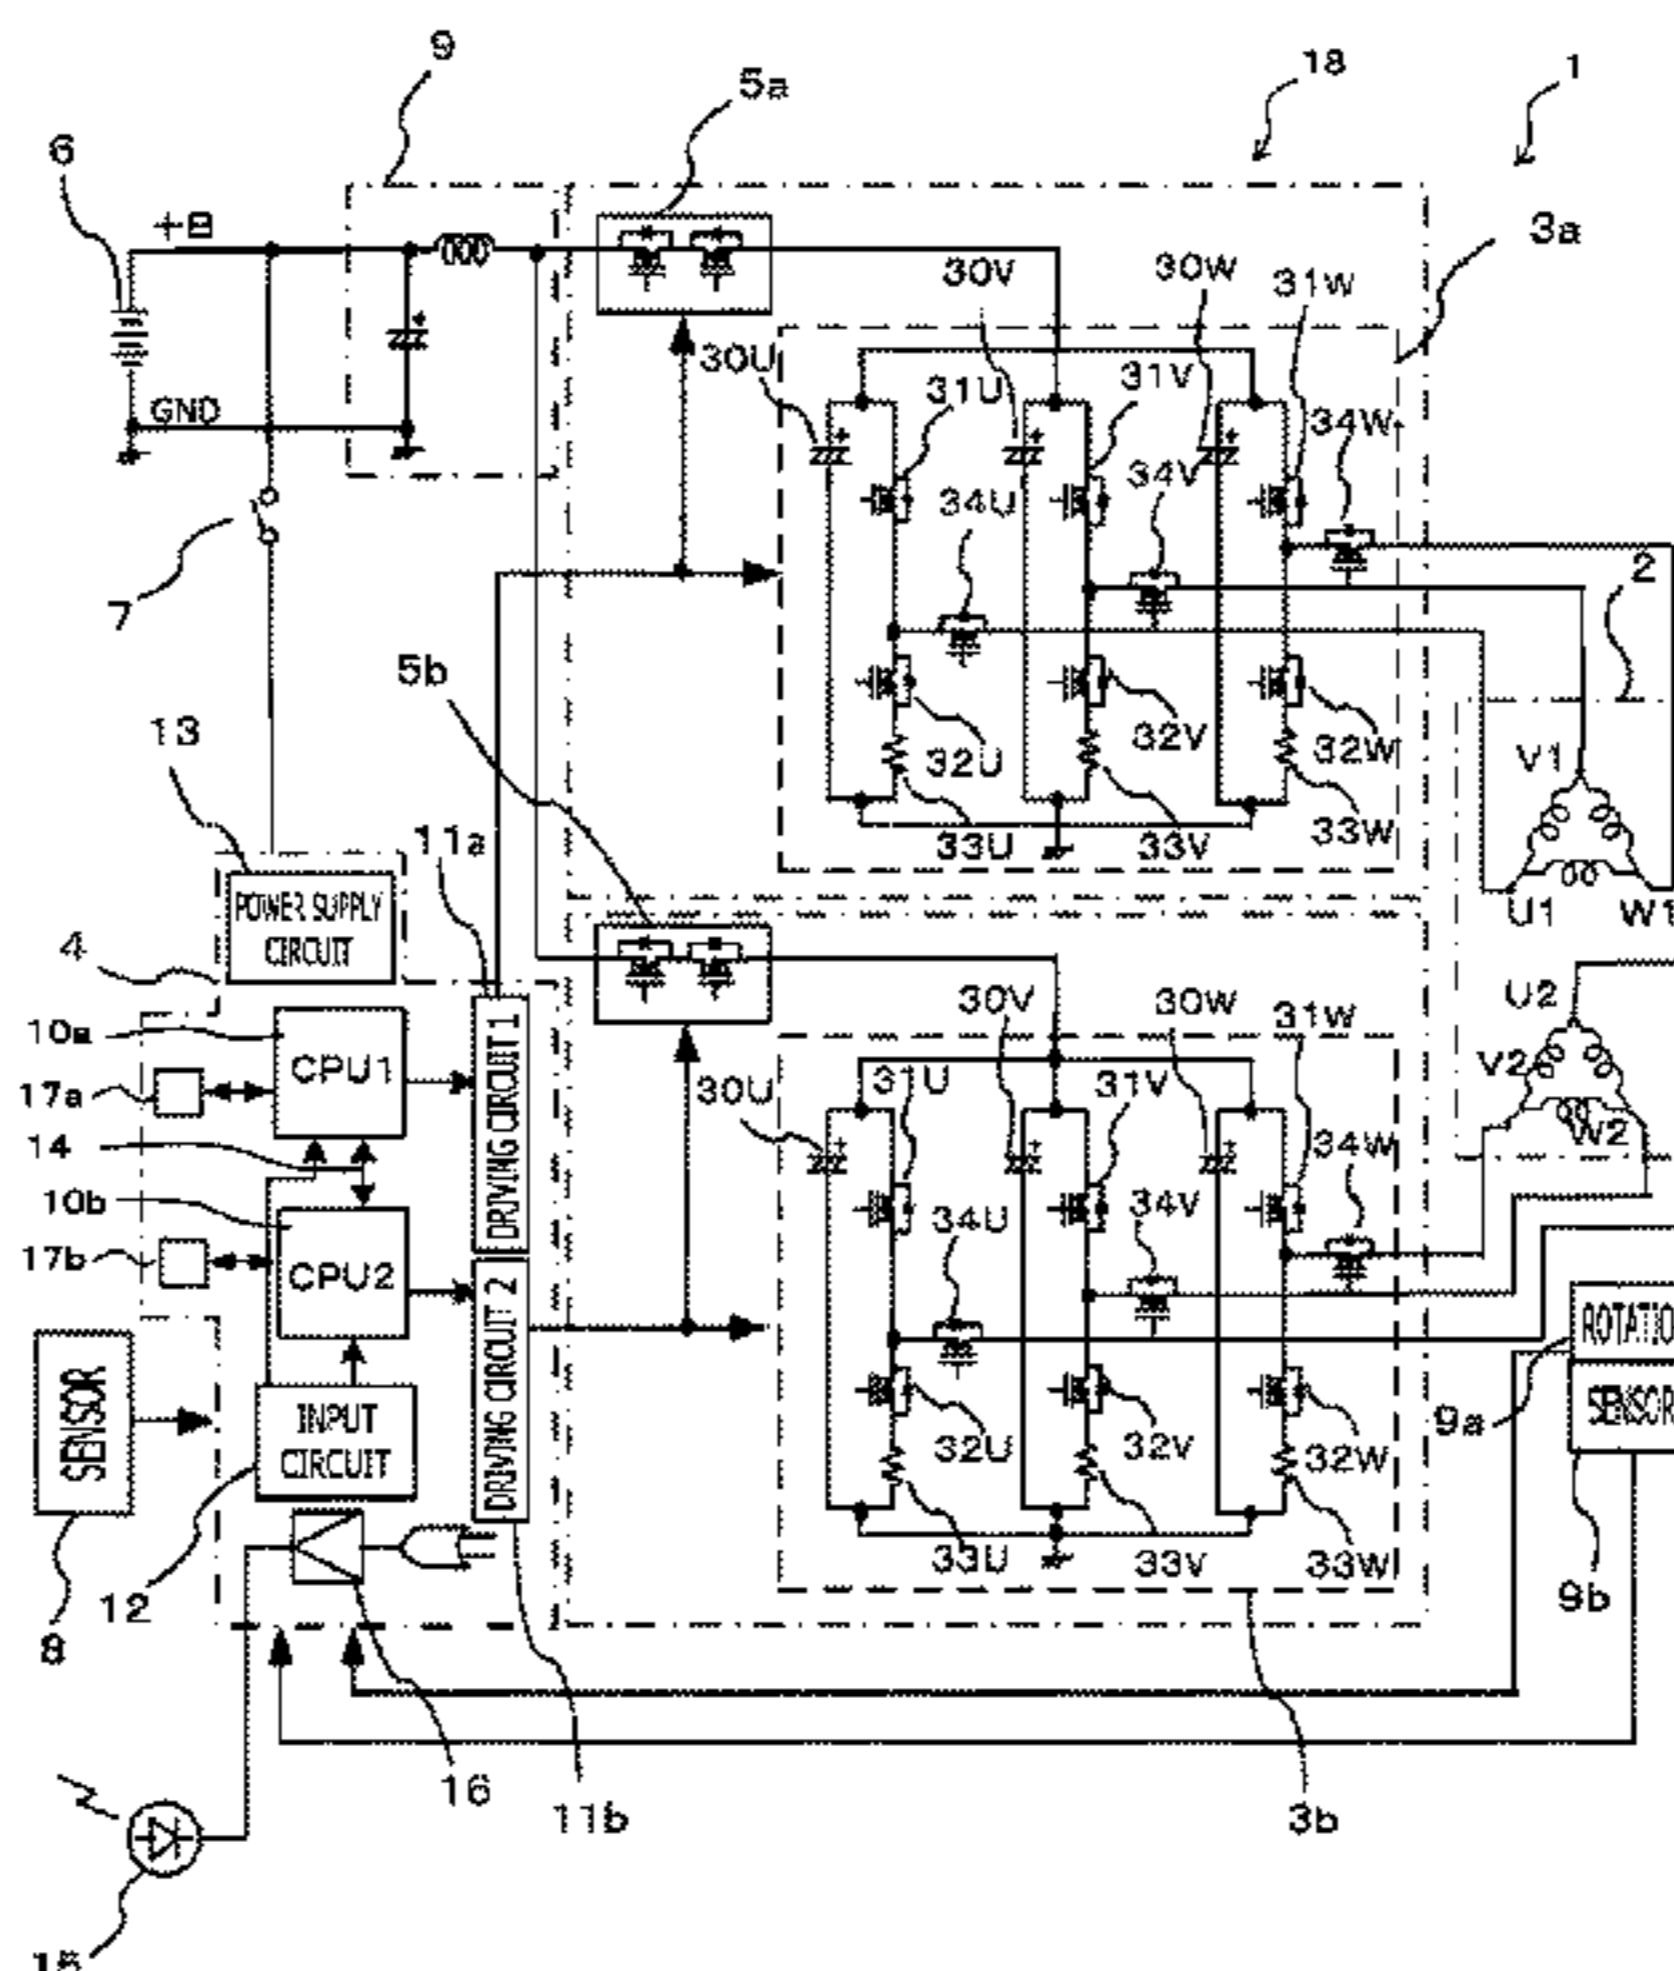 9
18
1
5a
6
+B
3a
30V
30W
31W
30U
31U
31V
34W
GND
34U
34V
2
7
5b
13
32U
32V
32W
V1
11a
33U
33V
33W
POWER SUPPLY
CIRCUIT
U1
W1
4
U2
10a
30V
30W
31W
CPU1
DRIVING CIRCUIT 1
V2
17a
30U
31U
31V
W2
14
34W
10b
34U
34V
17b
CPU2
DRIVING CIRCUIT 2
ROTATIO
SENSOR
SENSOR
INPUT
CIRCUIT
9a
32U
32V
32W
12
33U
33V
33W
9b
8
16
11b
3b
15